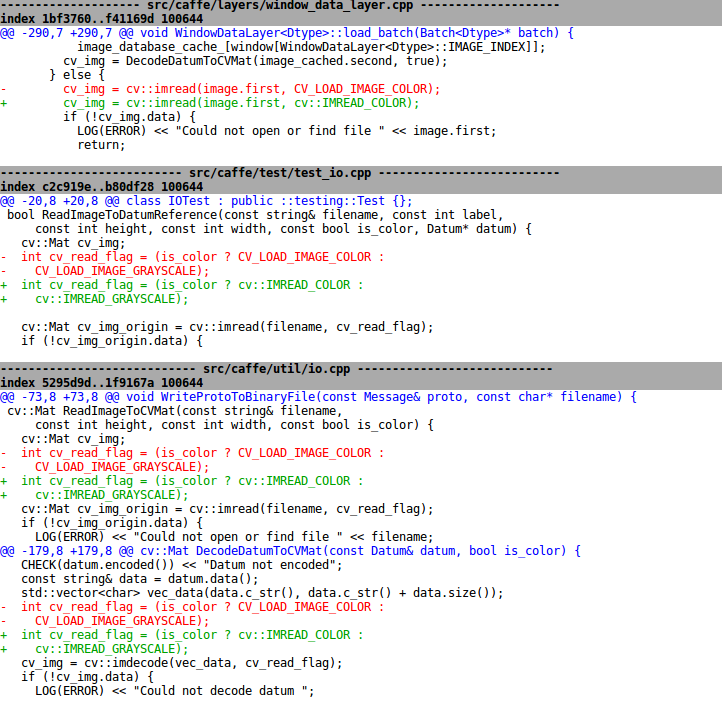 -------------------- src/caffe/layers/window_data_layer.cpp --------------------
index 1bf3760..f41169d 100644
@@ -290,7 +290,7 @@ void WindowDataLayer<Dtype>::load_batch(Batch<Dtype>* batch) {
           image_database_cache_[window[WindowDataLayer<Dtype>::IMAGE_INDEX]];
         cv_img = DecodeDatumToCVMat(image_cached.second, true);
       } else {
-        cv_img = cv::imread(image.first, CV_LOAD_IMAGE_COLOR);
+        cv_img = cv::imread(image.first, cv::IMREAD_COLOR);
         if (!cv_img.data) {
           LOG(ERROR) << "Could not open or find file " << image.first;
           return;
-------------------------- src/caffe/test/test_io.cpp --------------------------
index c2c919e..b80df28 100644
@@ -20,8 +20,8 @@ class IOTest : public ::testing::Test {};
 bool ReadImageToDatumReference(const string& filename, const int label,
     const int height, const int width, const bool is_color, Datum* datum) {
   cv::Mat cv_img;
-  int cv_read_flag = (is_color ? CV_LOAD_IMAGE_COLOR :
-    CV_LOAD_IMAGE_GRAYSCALE);
+  int cv_read_flag = (is_color ? cv::IMREAD_COLOR :
+    cv::IMREAD_GRAYSCALE);
   cv::Mat cv_img_origin = cv::imread(filename, cv_read_flag);
   if (!cv_img_origin.data) {
---------------------------- src/caffe/util/io.cpp ----------------------------
index 5295d9d..1f9167a 100644
@@ -73,8 +73,8 @@ void WriteProtoToBinaryFile(const Message& proto, const char* filename) {
 cv::Mat ReadImageToCVMat(const string& filename,
     const int height, const int width, const bool is_color) {
   cv::Mat cv_img;
-  int cv_read_flag = (is_color ? CV_LOAD_IMAGE_COLOR :
-    CV_LOAD_IMAGE_GRAYSCALE);
+  int cv_read_flag = (is_color ? cv::IMREAD_COLOR :
+    cv::IMREAD_GRAYSCALE);
   cv::Mat cv_img_origin = cv::imread(filename, cv_read_flag);
   if (!cv_img_origin.data) {
     LOG(ERROR) << "Could not open or find file " << filename;
@@ -179,8 +179,8 @@ cv::Mat DecodeDatumToCVMat(const Datum& datum, bool is_color) {
   CHECK(datum.encoded()) << "Datum not encoded";
   const string& data = datum.data();
   std::vector<char> vec_data(data.c_str(), data.c_str() + data.size());
-  int cv_read_flag = (is_color ? CV_LOAD_IMAGE_COLOR :
-    CV_LOAD_IMAGE_GRAYSCALE);
+  int cv_read_flag = (is_color ? cv::IMREAD_COLOR :
+    cv::IMREAD_GRAYSCALE);
   cv_img = cv::imdecode(vec_data, cv_read_flag);
   if (!cv_img.data) {
     LOG(ERROR) << "Could not decode datum ";